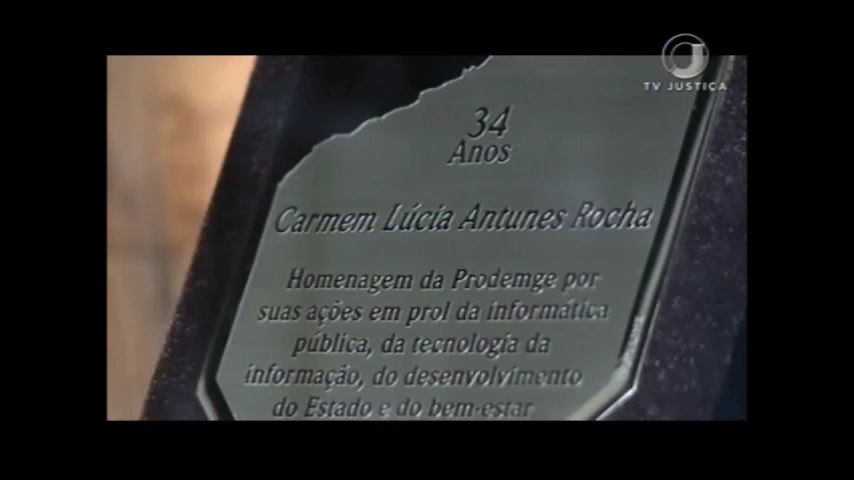 TV JUSTIÇA
34
Anos
Carmem Lúcia Antunes Rocha
Homenagem da Prodemge por
suas ações em prol da informática
pública, da tecnologia da
informação, do desenvolvimento
do Estado e do bem-estar